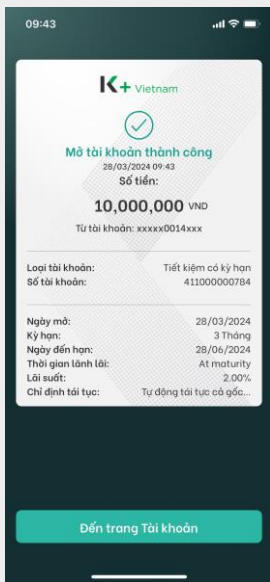 09:43
K+ Vietnam
Mở tài khoản thành công
28/03/2024 09:43
Số tiền:
10,000,000 VND
Từ tài khoản: xxxxx0014xxx
Loại tài khoản: Tiết kiệm có kỳ hạn
Số tài khoản: 411000000784
Ngày mở: 28/03/2024
Kỳ hạn: 3 Tháng
Ngày đến hạn: 28/06/2024
Thời gian lãnh lãi: At maturity
Lãi suất: 2.00%
Chỉ định tái tục: Tự động tái tục cả gốc...
Đến trang Tài khoản